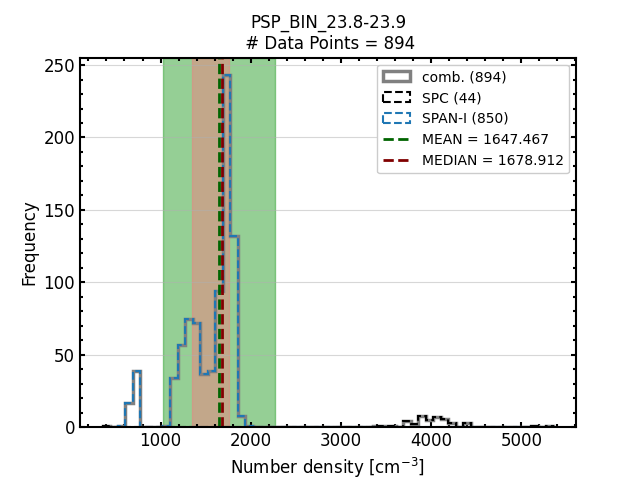 PSP_BIN_23.8-23.9
# Data Points = 894
250
200
150
100
50
0
Frequency
comb. (894)
SPC (44)
SPAN-I (850)
MEAN = 1647.467
MEDIAN = 1678.912
1000 2000 3000 4000 5000
Number density [cm⁻³]